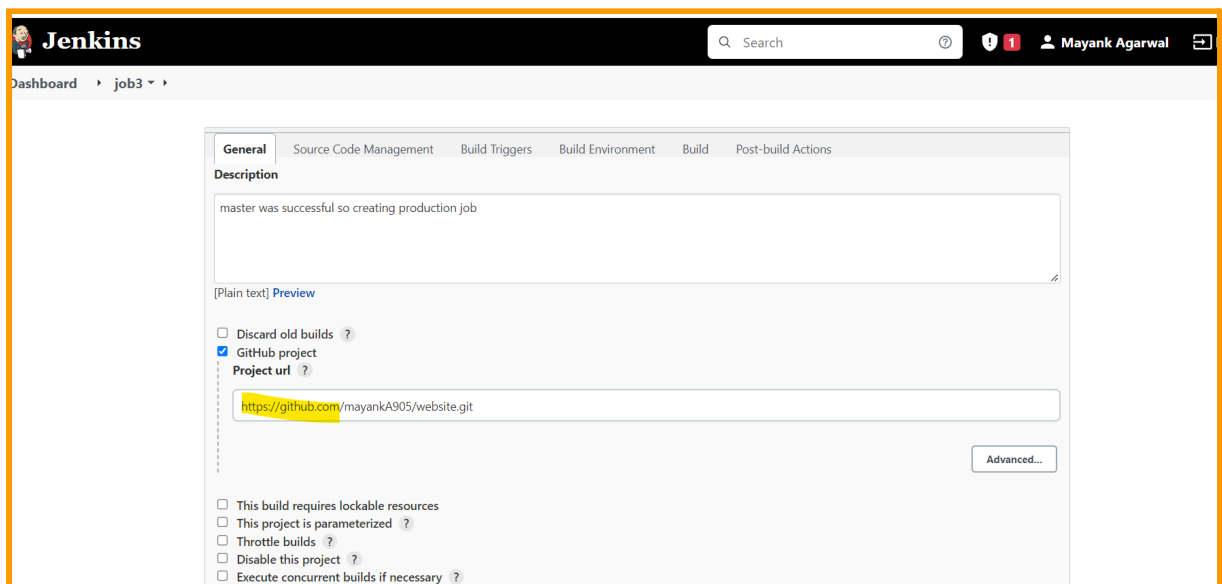 Jenkins
Search
1
Mayank Agarwal
Dashboard
job3
General Source Code Management Build Triggers Build Environment Build Post-build Actions
Description
master was successful so creating production job
[Plain text] Preview
Discard old builds ?
GitHub project
Project url ?
https://github.com/mayankA905/website.git
Advanced...
This build requires lockable resources
This project is parameterized ?
Throttle builds ?
Disable this project ?
Execute concurrent builds if necessary ?